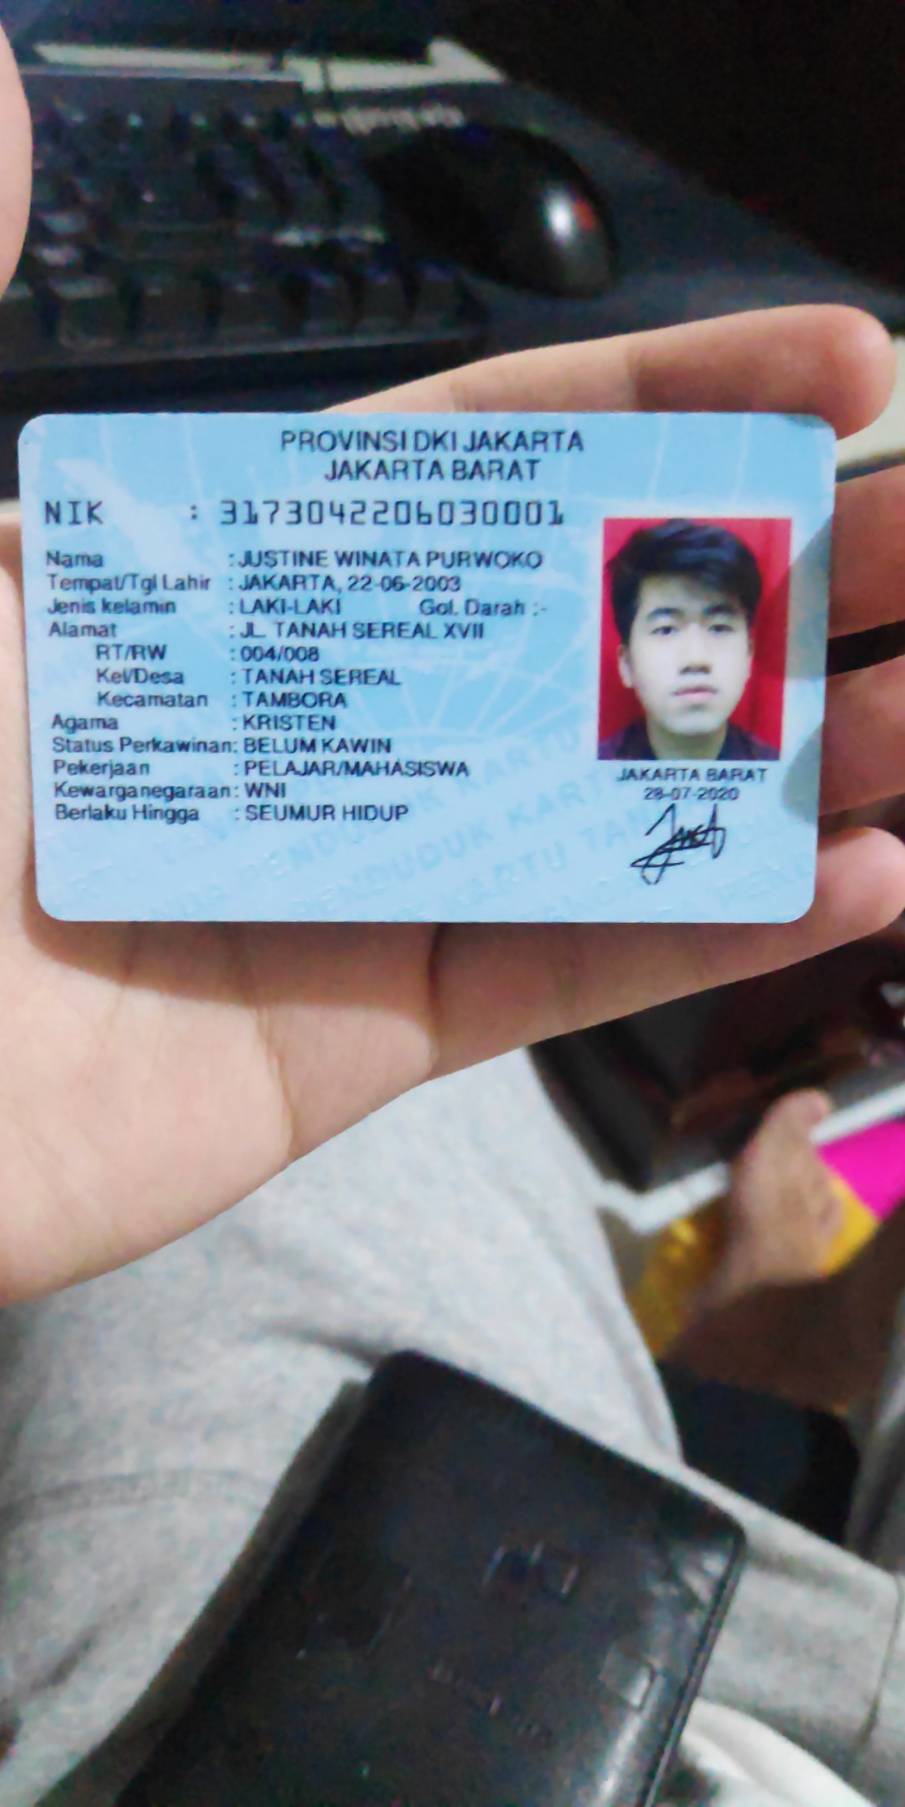 PROVINSI DKI JAKARTA
JAKARTA BARAT
NIK : 3173042206030001
Nama : JUSTINE WINATA PURWOKO
Tempat/Tgl Lahir : JAKARTA, 22-06-2003
Jenis kelamin : LAKI-LAKI Gol. Darah :-
Alamat : JL. TANAH SEREAL XVII
RT/RW : 004/008
Kel/Desa : TANAH SEREAL
Kecamatan : TAMBORA
Agama : KRISTEN
Status Perkawinan: BELUM KAWIN
Pekerjaan : PELAJAR/MAHASISWA
Kewarganegaraan: WNI
Berlaku Hingga : SEUMUR HIDUP
JAKARTA BARAT
28-07-2020